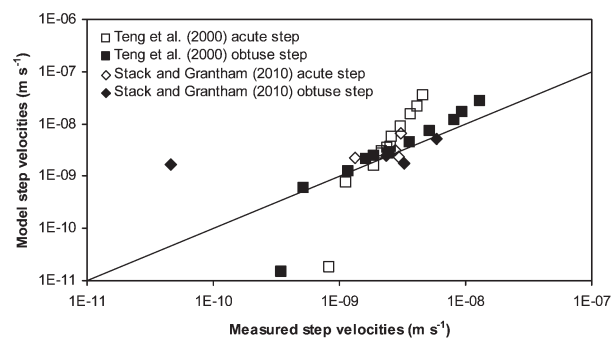 1E-06
1E-07
1E-08
1E-09
1E-10
1E-11
Model step velocities (m s⁻¹)
Teng et al. (2000) acute step
Teng et al. (2000) obtuse step
Stack and Grantham (2010) acute step
Stack and Grantham (2010) obtuse step
1E-11 1E-10 1E-09 1E-08 1E-07
Measured step velocities (m s⁻¹)